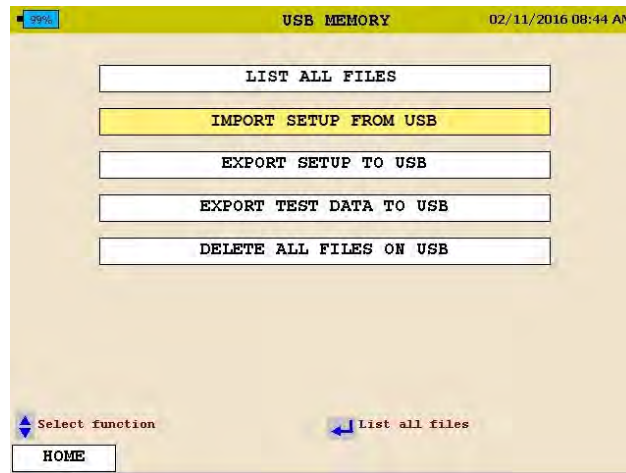 99% USB MEMORY 02/11/2016 08:44 AM
LIST ALL FILES
IMPORT SETUP FROM USB
EXPORT SETUP TO USB
EXPORT TEST DATA TO USB
DELETE ALL FILES ON USB
Select function List all files
HOME